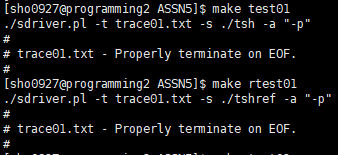 [sho0927@programming2 ASSN5]$ make test01
./sdriver.pl -t trace01.txt -s ./tsh -a "-p"
#
# trace01.txt - Properly terminate on EOF.
#
[sho0927@programming2 ASSN5]$ make rtest01
./sdriver.pl -t trace01.txt -s ./tshref -a "-p"
#
# trace01.txt - Properly terminate on EOF.
#